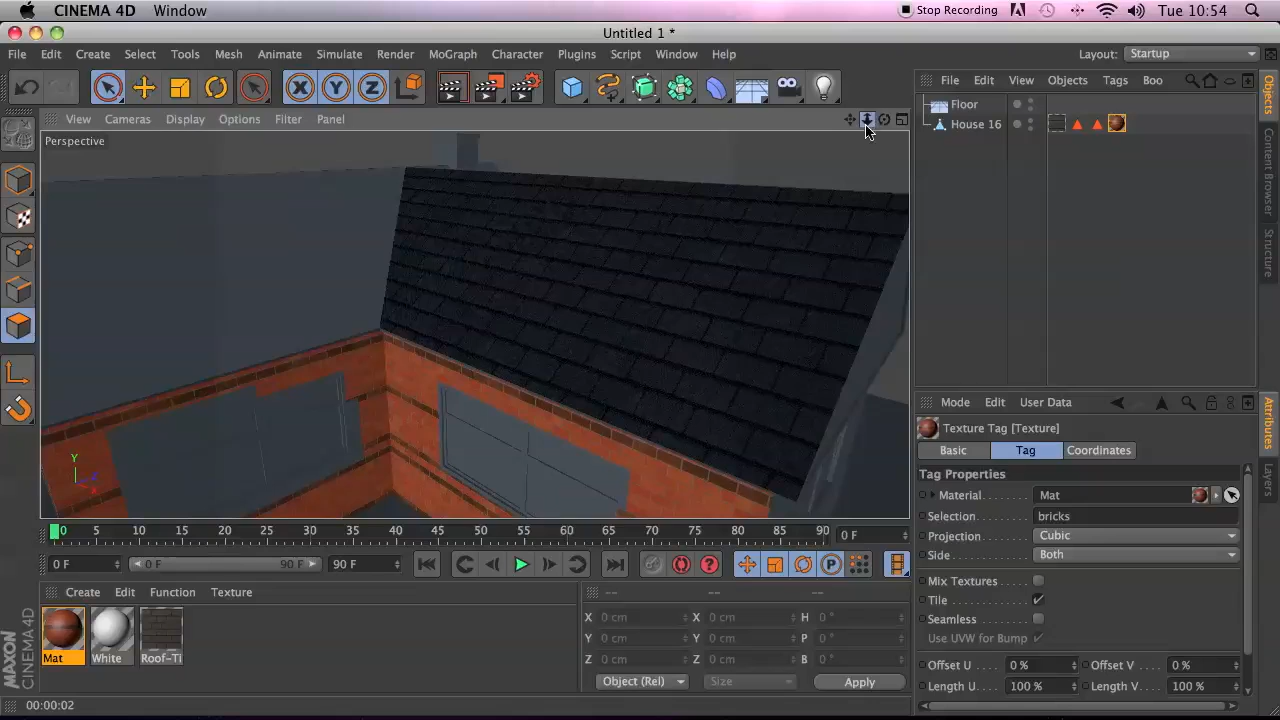 CINEMA 4D Window Stop Recording Tue 10:54
Untitled 1 *
File Edit Create Select Tools Mesh Animate Simulate Render MoGraph Character Plugins Script Window Help Layout: Startup
File Edit View Objects Tags Boo
View Cameras Display Options Filter Panel
Perspective
Floor
House 16
Objects
Content Browser
Structure
Mode Edit User Data
Texture Tag [Texture]
Basic Tag Coordinates
Tag Properties
Material Mat
Selection bricks
Projection Cubic
Side Both
Mix Textures
Tile
Seamless
Use UVW for Bump
Offset U 0 % Offset V 0 %
Length U 100 % Length V 100 %
Attributes
Layers
Y
0 5 10 15 20 25 30 35 40 45 50 55 60 65 70 75 80 85 90 0 F
0 F 0 F 90 F 90 F
Create Edit Function Texture
Mat White Roof-Ti
-- -- --
X 0 cm X 0 cm H 0 °
Y 0 cm Y 0 cm P 0 °
Z 0 cm Z 0 cm B 0 °
Object (Rel) Size Apply
MAXON
CINEMA 4D
00:00:02